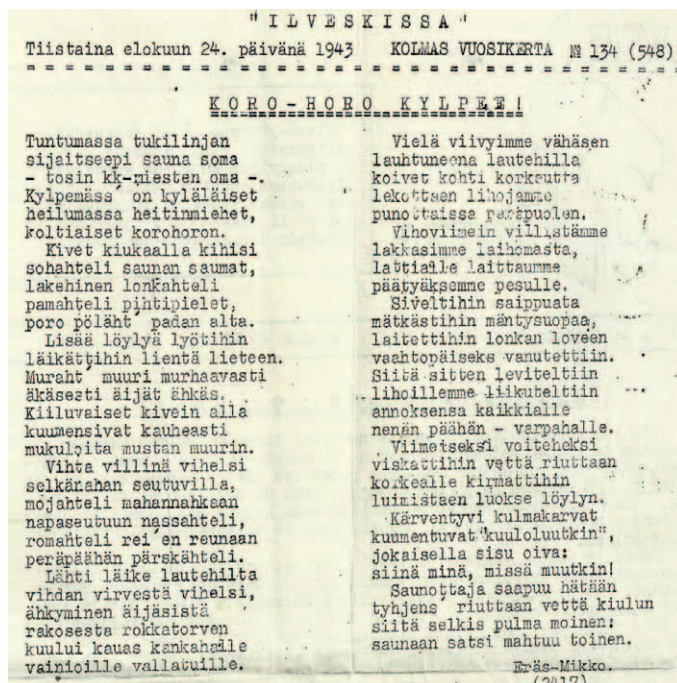 "ILVESKISSA"
Tiistaina elokuun 24. päivänä 1943 KOLMAS VUOSIKERTA № 134 (548)
KORO-HORO KYLPEE!
Tuntumassa tukilinjan
sijaitseepi sauna soma
- tosin kk-miesten oma -.
Kylpemäss´ on kyläläiset
heilumassa heitinmiehet,
koltiaiset korohoron.
Kivet kiukaalla kihisi
sohahteli saunan saumat,
lakehinen lonkahteli
pamahteli pihtipielet,
poro pöläht´ padan alta.
Lisää löylyä lyötihin
läikättihin lientä lieteen.
Muraht´ muuri murhaavasti
äkäsesti äijät ähkäs.
Kiiluvaiset kivein alla
kuumensivat kauheasti
mukuloita mustan muurin.
Vihta villinä vihelsi
selkänahan seutuvilla,
mojahteli mahannahkaan
napaseutuun nassahteli,
romahteli rei´en reunaan
peräpäähän pärskähteli.
Lähti läike lautehilta
vihdan virvestä vihelsi,
ähkyminen äijäsistä
rakosesta rokkatorven
kuului kauas kankahalle
vainioille vallatuille.
Vielä viivyimme vähäsen
lauhtuneena lautehilla
koivet kohti korkeutta
lekottaen lihojamme
punottaissa peräpuolen.
Vihoviimein villistämme
lakkasimme laihomasta,
lattialle laittaumme
päätyäksemme pesulle.
Siveltihin saippuata
mätkästihin mäntysuopaa,
laitettihin lonkan loveen
vaahtopäiseks vanutettiin.
Siitä sitten leviteltiin
lihoillemme liikuteltiin
annoksensa kaikkialle
nenän päähän - varpahalle.
Viimeiseksi voiteheksi
viskattihin vettä riuttaan
korkealle kirmattihin
luimistaen luokse löylyn.
Kärventyvi kulmakarvat
kuumentuvat "kuuloluutkin",
jokaisella sisu oiva:
siinä minä, missä muutkin!
Saunottaja saapuu hätään
tyhjens´ riuttaan vettä kiulun
siitä selkis pulma moinen:
saunaan satsi mahtuu toinen.
Eräs-Mikko.
(2417)